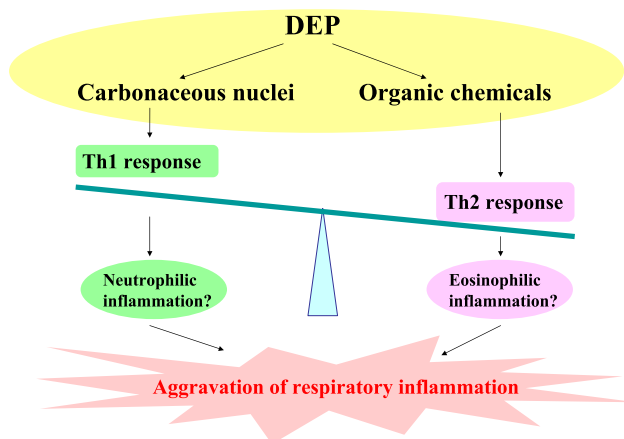 DEP
Carbonaceous nuclei
Organic chemicals
Th1 response
Th2 response
Neutrophilic
inflammation?
Eosinophilic
inflammation?
Aggravation of respiratory inflammation